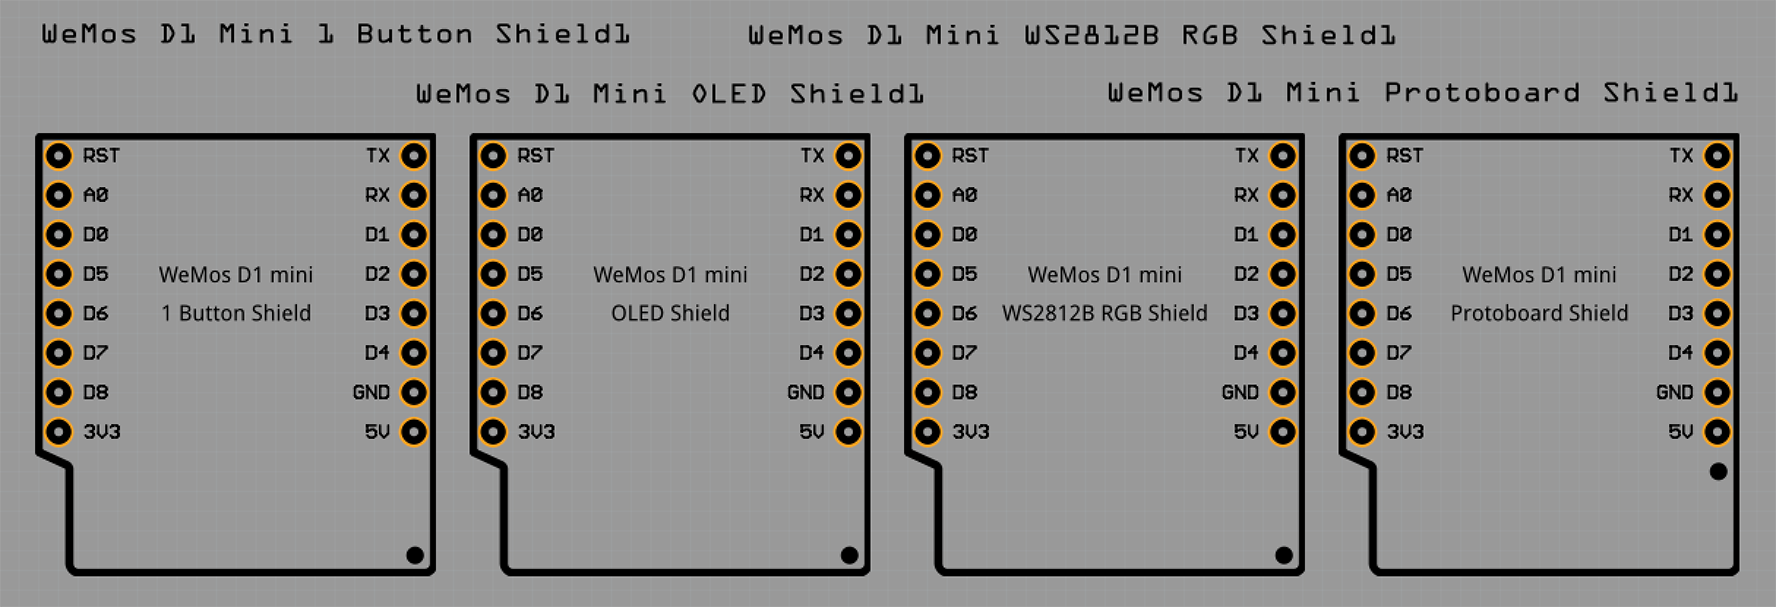 WeMos D1 Mini 1 Button Shield1
WeMos D1 Mini WS2812B RGB Shield1
WeMos D1 Mini OLED Shield1
WeMos D1 Mini Protoboard Shield1
RST TX
A0 RX
D0 D1
D5 WeMos D1 mini D2
D6 1 Button Shield D3
D7 D4
D8 GND
3V3 5V
RST TX
A0 RX
D0 D1
D5 WeMos D1 mini D2
D6 OLED Shield D3
D7 D4
D8 GND
3V3 5V
RST TX
A0 RX
D0 D1
D5 WeMos D1 mini D2
D6 WS2812B RGB Shield D3
D7 D4
D8 GND
3V3 5V
RST TX
A0 RX
D0 D1
D5 WeMos D1 mini D2
D6 Protoboard Shield D3
D7 D4
D8 GND
3V3 5V